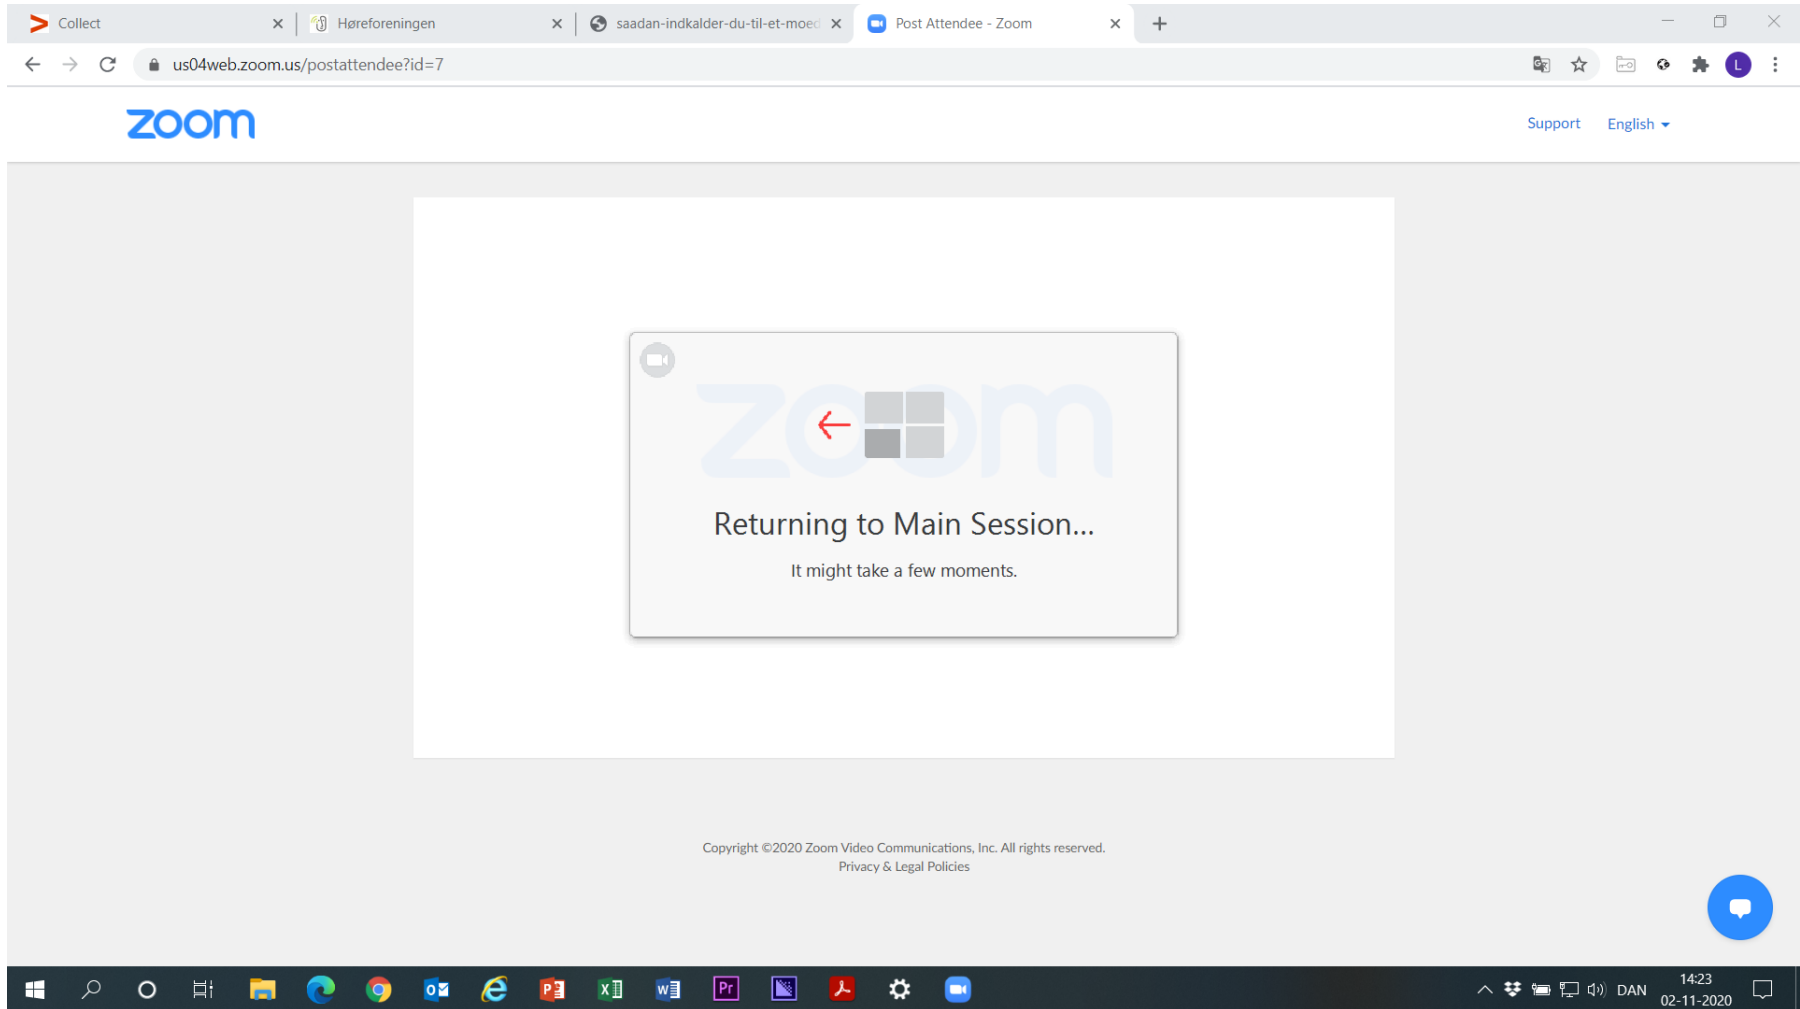 Collect
Høreforeningen
saadan-indkalder-du-til-et-moed
Post Attendee - Zoom
us04web.zoom.us/postattendee?id=7
L
zoom
Support
English
zoom
Returning to Main Session...
It might take a few moments.
Copyright ©2020 Zoom Video Communications, Inc. All rights reserved.
Privacy & Legal Policies
DAN
14:23
02-11-2020